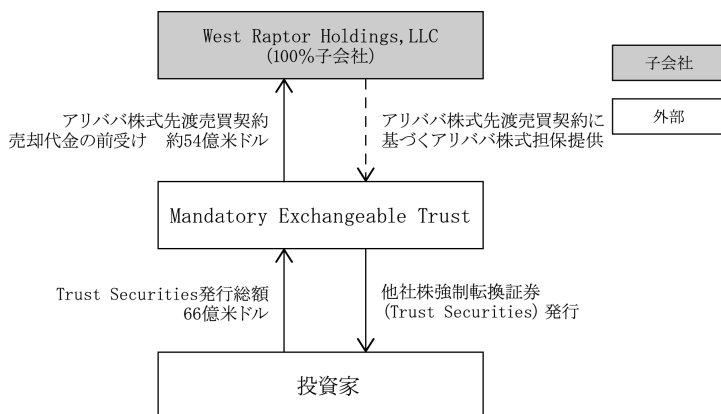 West Raptor Holdings,LLC
(100%子会社)
子会社
外部
アリババ株式先渡売買契約
売却代金の前受け 約54億米ドル
アリババ株式先渡売買契約に
基づくアリババ株式担保提供
Mandatory Exchangeable Trust
Trust Securities発行総額
66億米ドル
他社株強制転換証券
(Trust Securities) 発行
投資家